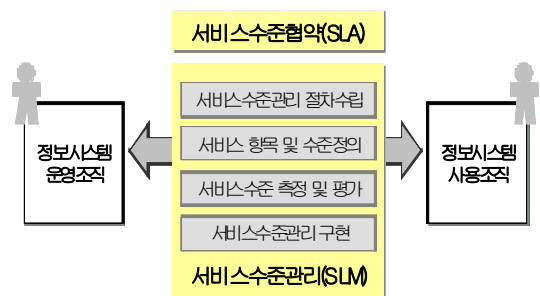 서비스수준협약(SLA)
서비스수준관리 절차수립
정보시스템
운영조직
서비스 항목 및 수준정의
정보시스템
사용조직
서비스수준 측정 및 평가
서비스수준관리 구현
서비스수준관리(SLM)